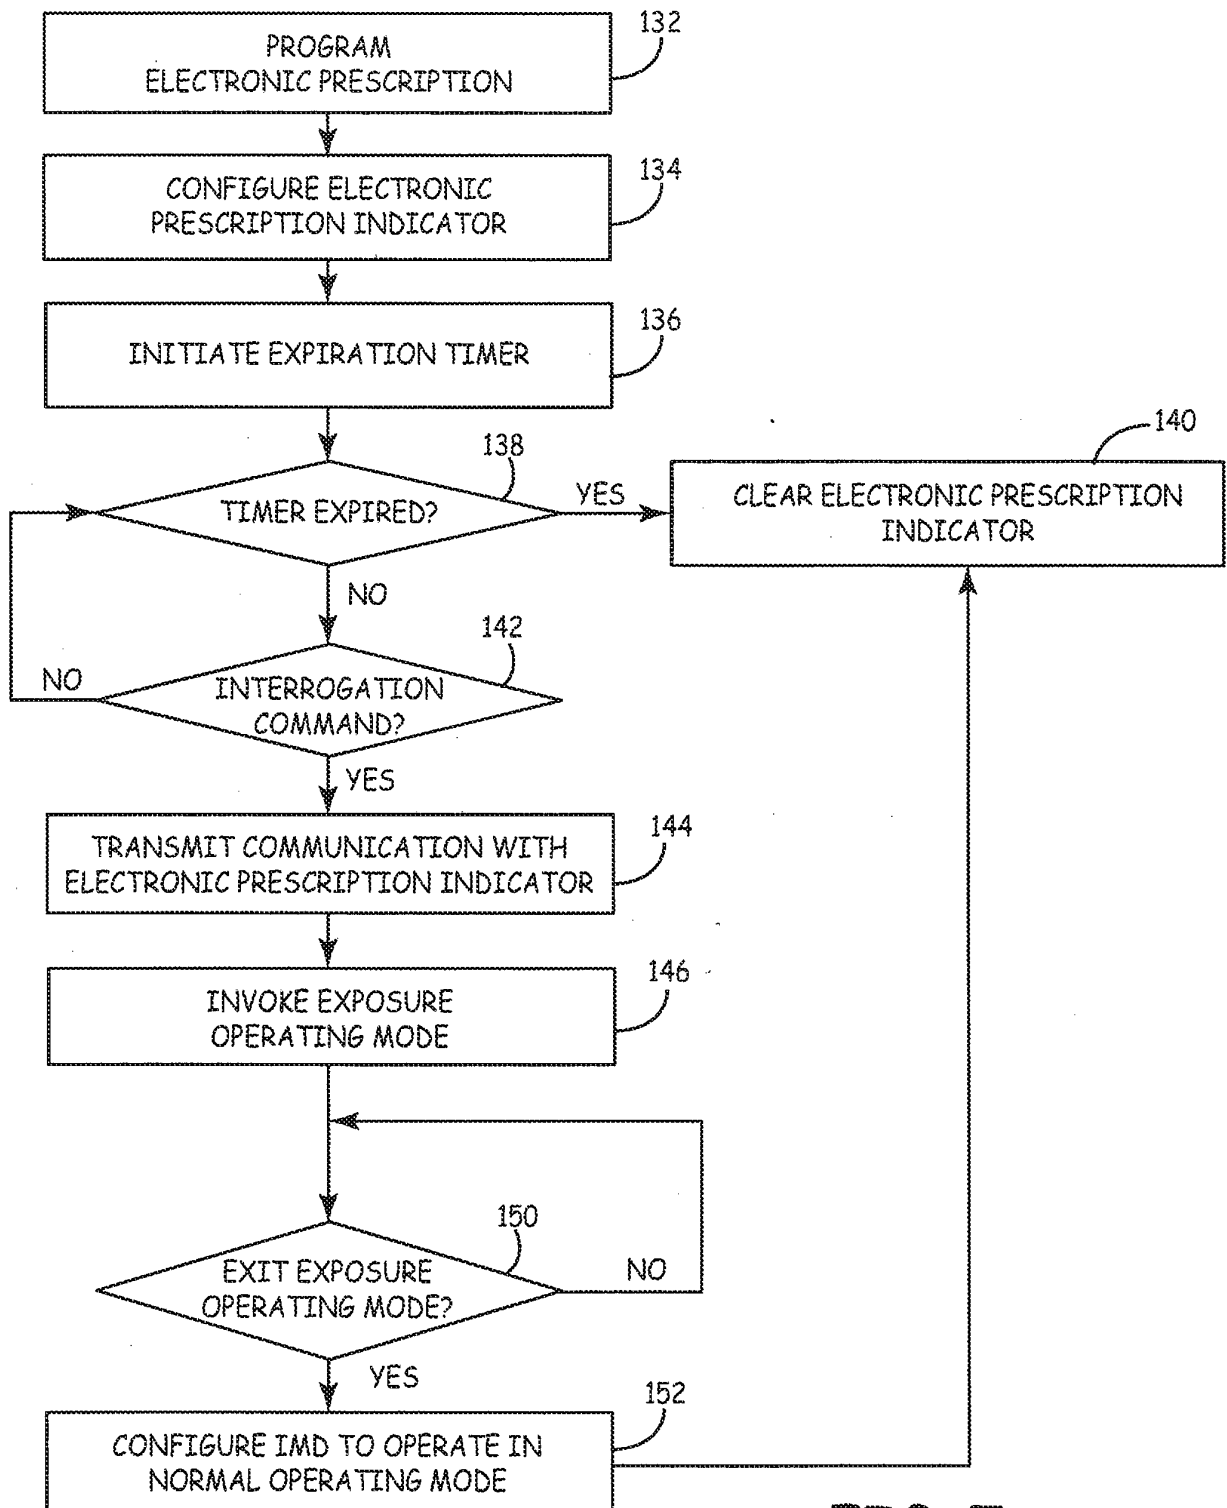 132
PROGRAM
ELECTRONIC PRESCRIPTION
134
CONFIGURE ELECTRONIC
PRESCRIPTION INDICATOR
136
INITIATE EXPIRATION TIMER
138
TIMER EXPIRED?
YES
140
CLEAR ELECTRONIC PRESCRIPTION
INDICATOR
NO
142
NO
INTERROGATION
COMMAND?
YES
144
TRANSMIT COMMUNICATION WITH
ELECTRONIC PRESCRIPTION INDICATOR
146
INVOKE EXPOSURE
OPERATING MODE
150
EXIT EXPOSURE
OPERATING MODE?
NO
YES
152
CONFIGURE IMD TO OPERATE IN
NORMAL OPERATING MODE